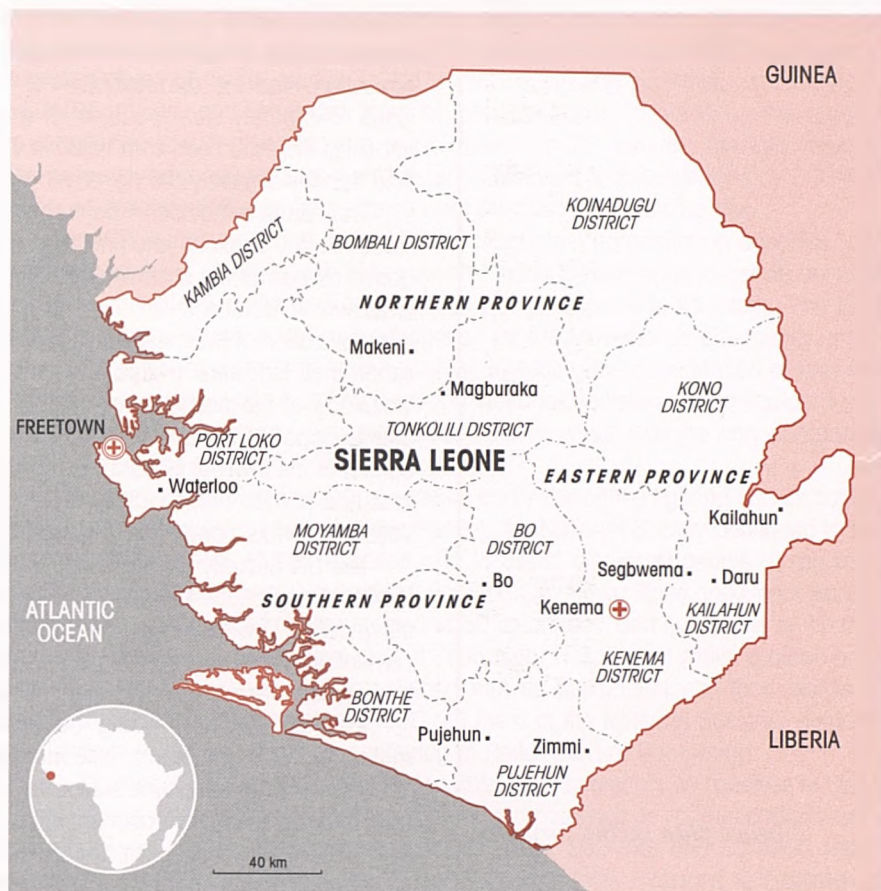 GUINEA
KOINADUGU
DISTRICT
KAMBIA DISTRICT
BOMBALI DISTRICT
NORTHERN PROVINCE
Makeni
Magburaka
KONO
DISTRICT
FREETOWN
PORT LOKO
DISTRICT
TONKOLILI DISTRICT
SIERRA LEONE
EASTERN PROVINCE
Waterloo
Kailahun
MOYAMBA
DISTRICT
BO
DISTRICT
Segbwema
Daru
Bo
SOUTHERN PROVINCE
Kenema
KAILAHUN
DISTRICT
ATLANTIC
OCEAN
KENEMA
DISTRICT
BONTHE
DISTRICT
Pujehun
Zimmi
LIBERIA
PUJEHUN
DISTRICT
40 km